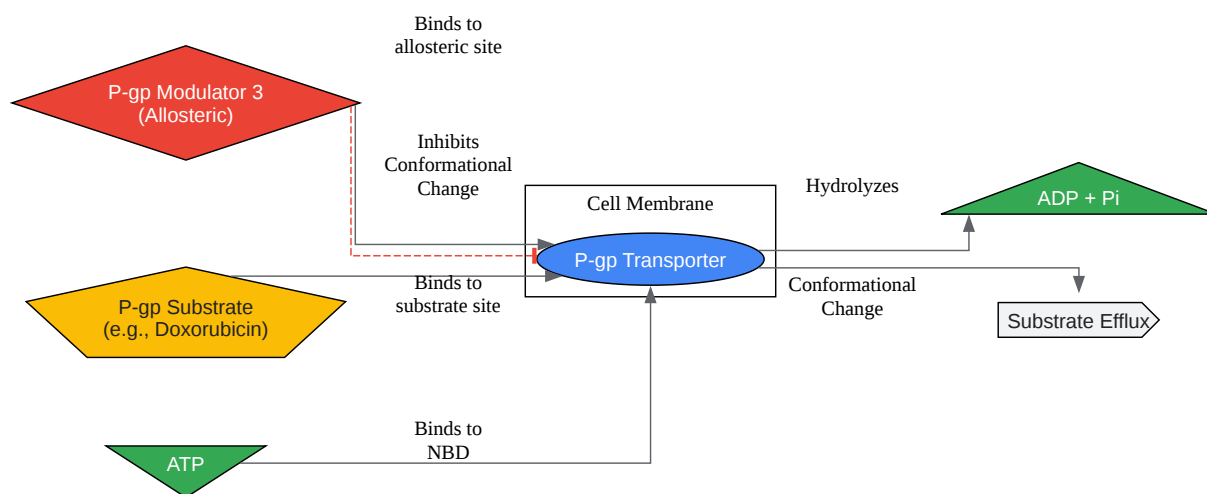 Binds to
allosteric site
P-gp Modulator 3
(Allosteric)
Inhibits
Conformational
Change
Hydrolyzes
ADP + Pi
Cell Membrane
P-gp Transporter
Binds to
substrate site
Conformational
Change
P-gp Substrate
(e.g., Doxorubicin)
Substrate Efflux
Binds to
NBD
ATP